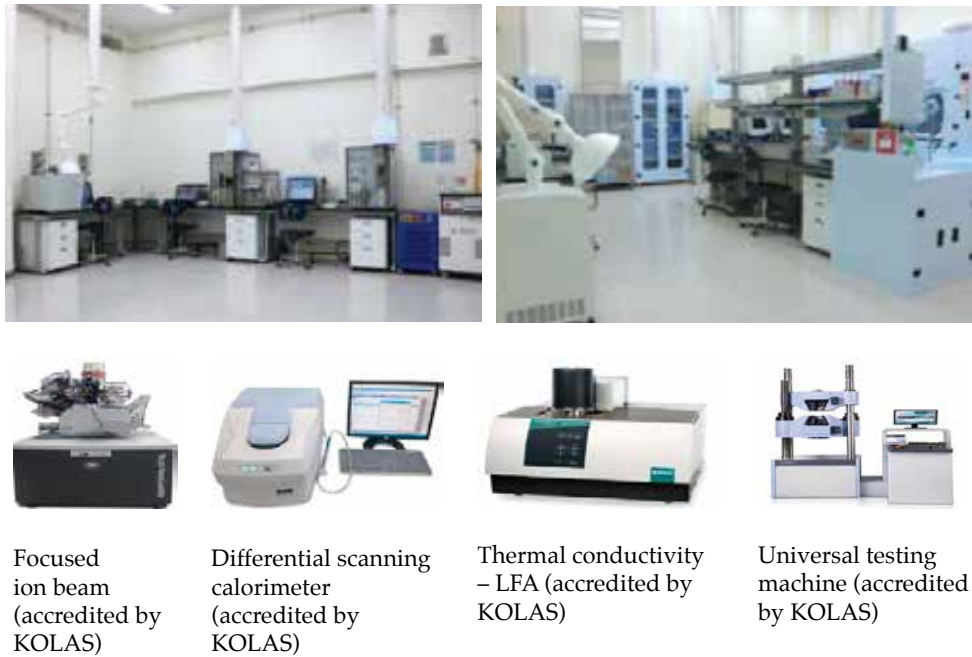 Focused
ion beam
(accredited by
KOLAS)
Differential scanning
calorimeter
(accredited by
KOLAS)
Thermal conductivity
– LFA (accredited by
KOLAS)
Universal testing
machine (accredited
by KOLAS)